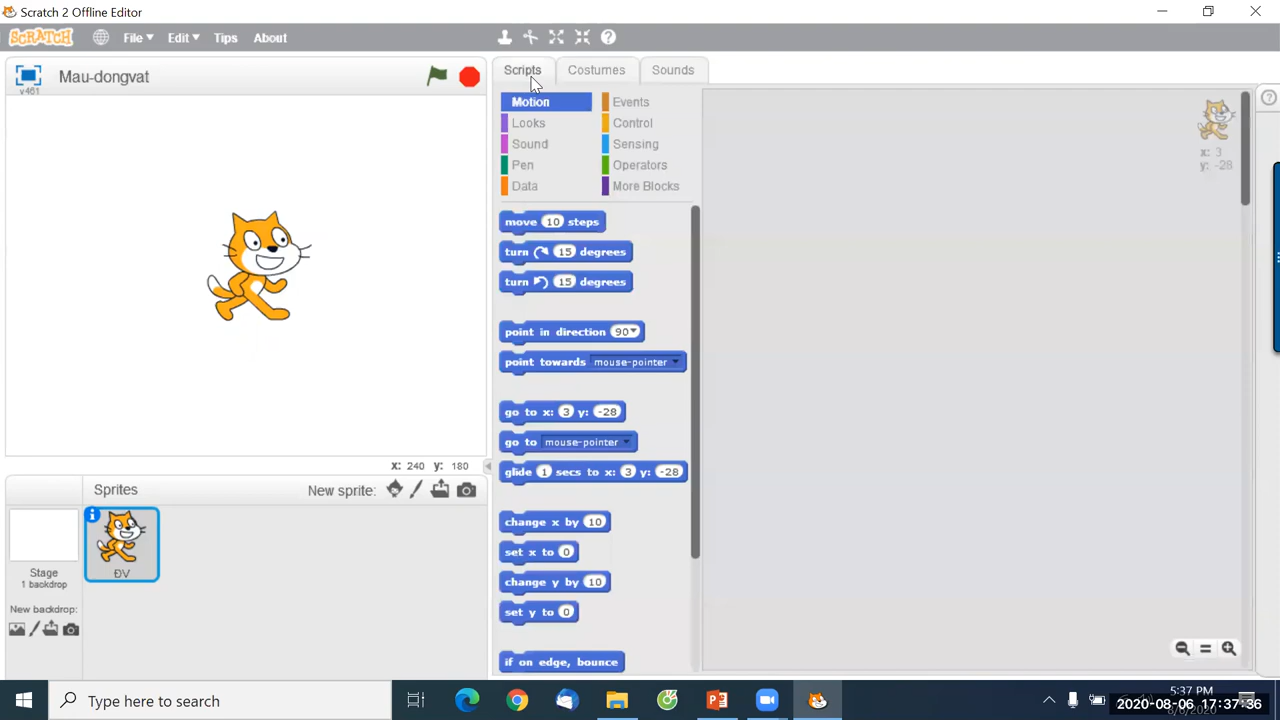 Scratch 2 Offline Editor
SCRATCH File Edit Tips About
v461 Mau-dongvat
Scripts Costumes Sounds
Motion Events
Looks Control
Sound Sensing
Pen Operators
Data More Blocks
x: 3
y: -28
move 10 steps
turn 15 degrees
turn 15 degrees
point in direction 90
point towards mouse-pointer
go to x: 3 y: -28
go to mouse-pointer
glide 1 secs to x: 3 y: -28
change x by 10
set x to 0
change y by 10
set y to 0
if on edge, bounce
x: 240 y: 180
Sprites New sprite:
Stage
1 backdrop
New backdrop:
ĐV
Type here to search
5:37 PM
2020-08-06 17:37:36